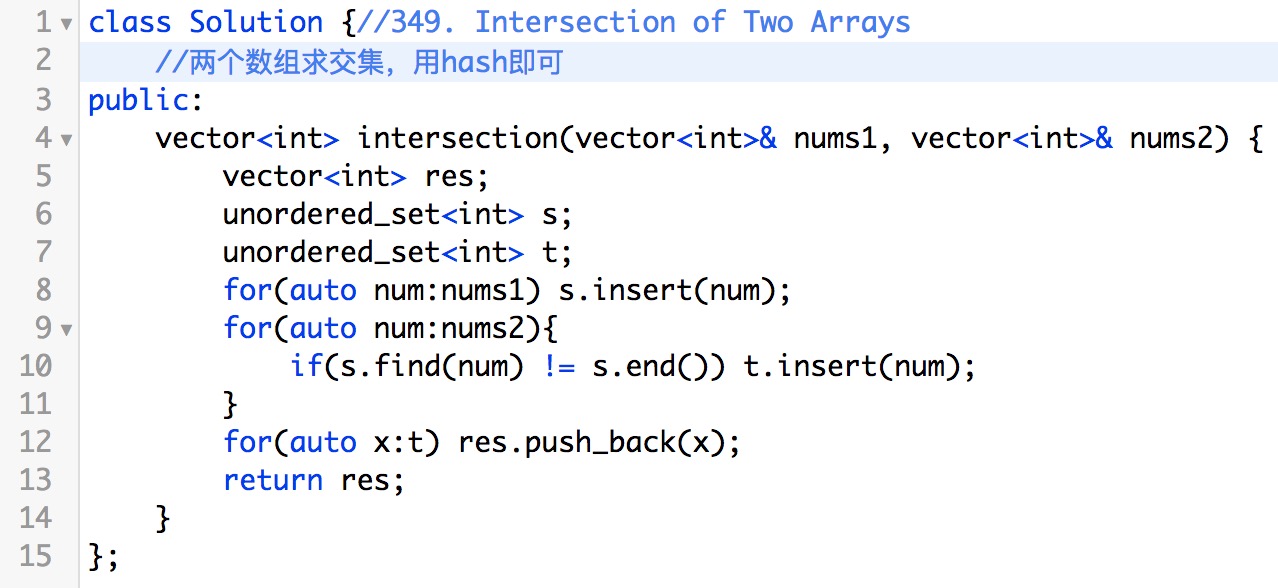 1 class Solution {//349. Intersection of Two Arrays
2     //两个数组求交集，用hash即可
3 public:
4     vector<int> intersection(vector<int>& nums1, vector<int>& nums2) {
5         vector<int> res;
6         unordered_set<int> s;
7         unordered_set<int> t;
8         for(auto num:nums1) s.insert(num);
9         for(auto num:nums2){
10             if(s.find(num) != s.end()) t.insert(num);
11         }
12         for(auto x:t) res.push_back(x);
13         return res;
14     }
15 };